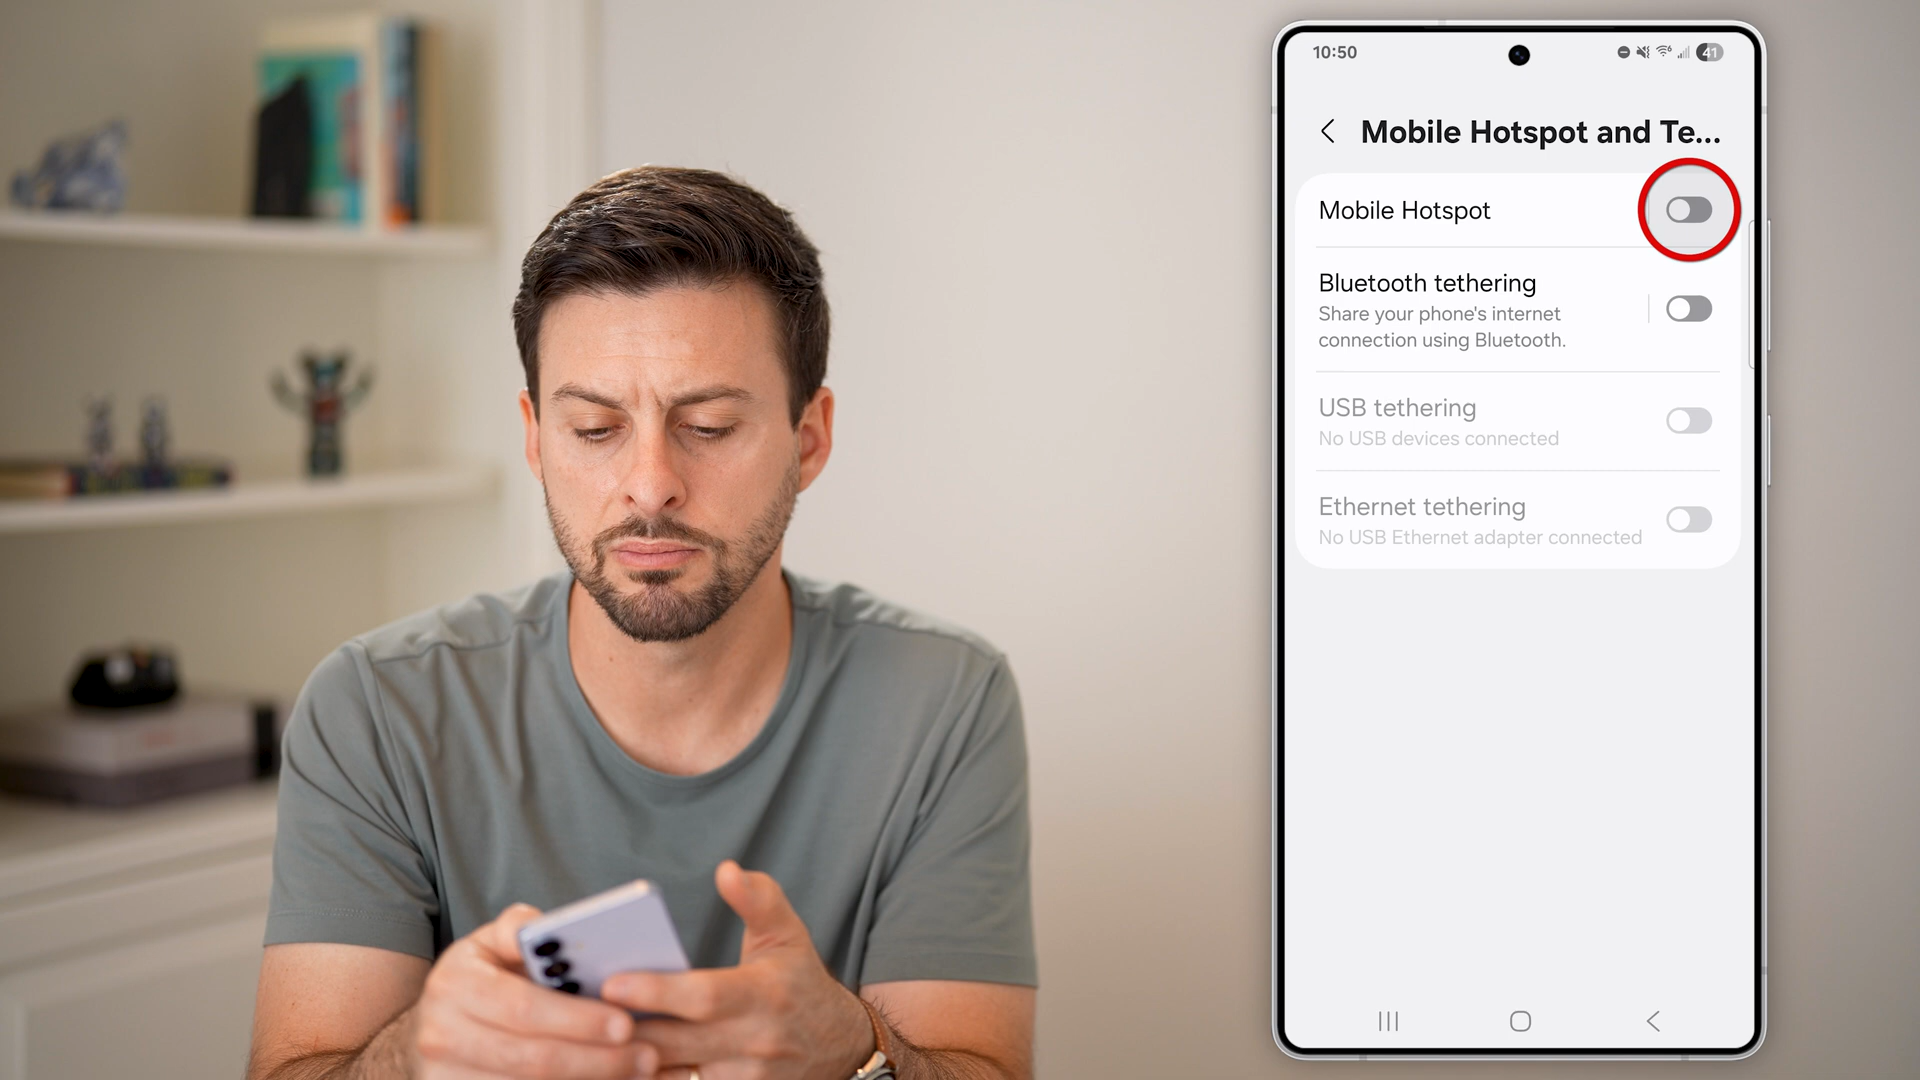 10:50
41
Mobile Hotspot and Te...
Mobile Hotspot
Bluetooth tethering
Share your phone's internet
connection using Bluetooth.
USB tethering
No USB devices connected
Ethernet tethering
No USB Ethernet adapter connected